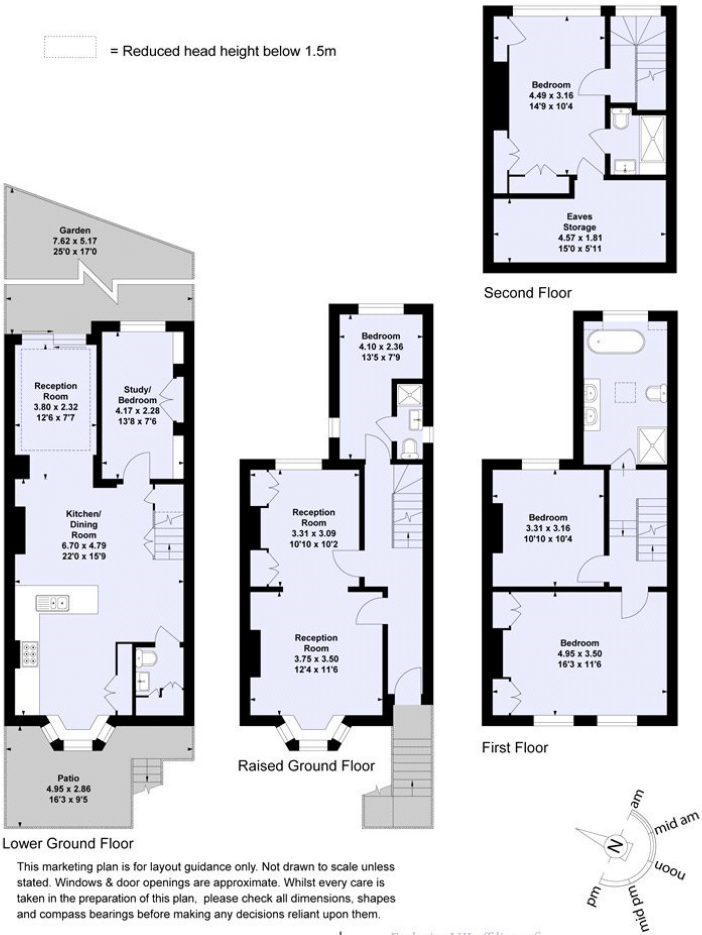 = Reduced head height below 1.5m
Bedroom
4.49 x 3.16
14'9 x 10'4
Eaves
Storage
4.57 x 1.81
15'0 x 5'11
Second Floor
Garden
7.62 x 5.17
25'0 x 17'0
Reception
Room
3.80 x 2.32
12'6 x 7'7
Study/
Bedroom
4.17 x 2.28
13'8 x 7'6
Kitchen/
Dining
Room
6.70 x 4.79
22'0 x 15'9
Patio
4.95 x 2.86
16'3 x 9'5
Lower Ground Floor
Bedroom
4.10 x 2.36
13'5 x 7'9
Reception
Room
3.31 x 3.09
10'10 x 10'2
Reception
Room
3.75 x 3.50
12'4 x 11'6
Raised Ground Floor
Bedroom
3.31 x 3.16
10'10 x 10'4
Bedroom
4.95 x 3.50
16'3 x 11'6
First Floor
N
am
mid am
noon
mid pm
pm
This marketing plan is for layout guidance only. Not drawn to scale unless
stated. Windows & door openings are approximate. Whilst every care is
taken in the preparation of this plan, please check all dimensions, shapes
and compass bearings before making any decisions reliant upon them.